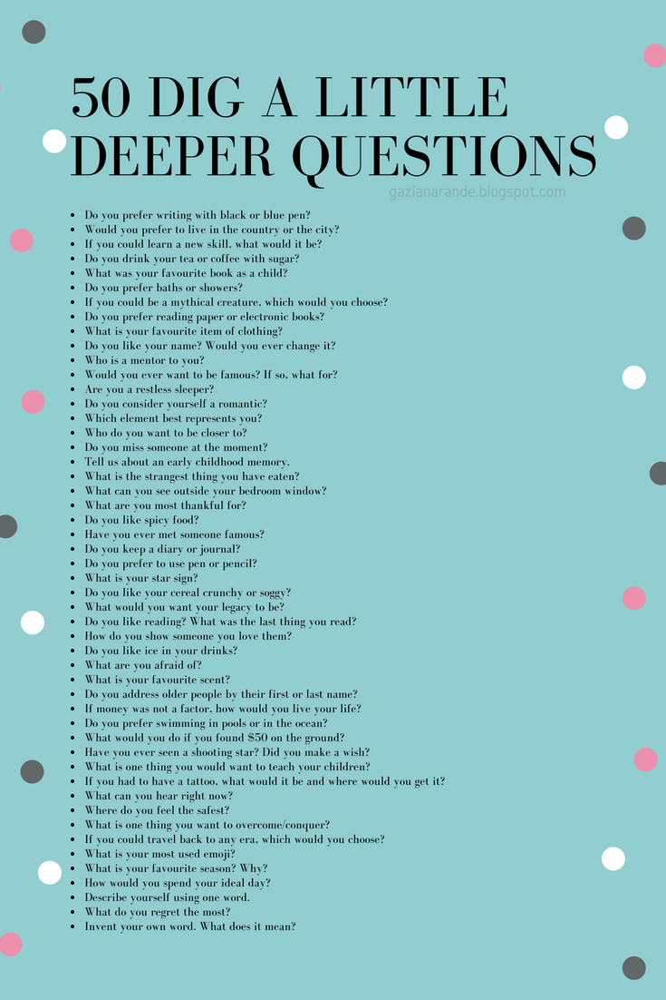 50 DIG A LITTLE
DEEPER QUESTIONS
gazianarande.blogspot.com
• Do you prefer writing with black or blue pen?
• Would you prefer to live in the country or the city?
• If you could learn a new skill, what would it be?
• Do you drink your tea or coffee with sugar?
• What was your favourite book as a child?
• Do you prefer baths or showers?
• If you could be a mythical creature, which would you choose?
• Do you prefer reading paper or electronic books?
• What is your favourite item of clothing?
• Do you like your name? Would you ever change it?
• Who is a mentor to you?
• Would you ever want to be famous? If so, what for?
• Are you a restless sleeper?
• Do you consider yourself a romantic?
• Which element best represents you?
• Who do you want to be closer to?
• Do you miss someone at the moment?
• Tell us about an early childhood memory.
• What is the strangest thing you have eaten?
• What can you see outside your bedroom window?
• What are you most thankful for?
• Do you like spicy food?
• Have you ever met someone famous?
• Do you keep a diary or journal?
• Do you prefer to use pen or pencil?
• What is your star sign?
• Do you like your cereal crunchy or soggy?
• What would you want your legacy to be?
• Do you like reading? What was the last thing you read?
• How do you show someone you love them?
• Do you like ice in your drinks?
• What are you afraid of?
• What is your favourite scent?
• Do you address older people by their first or last name?
• If money was not a factor, how would you live your life?
• Do you prefer swimming in pools or in the ocean?
• What would you do if you found $50 on the ground?
• Have you ever seen a shooting star? Did you make a wish?
• What is one thing you would want to teach your children?
• If you had to have a tattoo, what would it be and where would you get it?
• What can you hear right now?
• Where do you feel the safest?
• What is one thing you want to overcome/conquer?
• If you could travel back to any era, which would you choose?
• What is your most used emoji?
• What is your favourite season? Why?
• How would you spend your ideal day?
• Describe yourself using one word.
• What do you regret the most?
• Invent your own word. What does it mean?